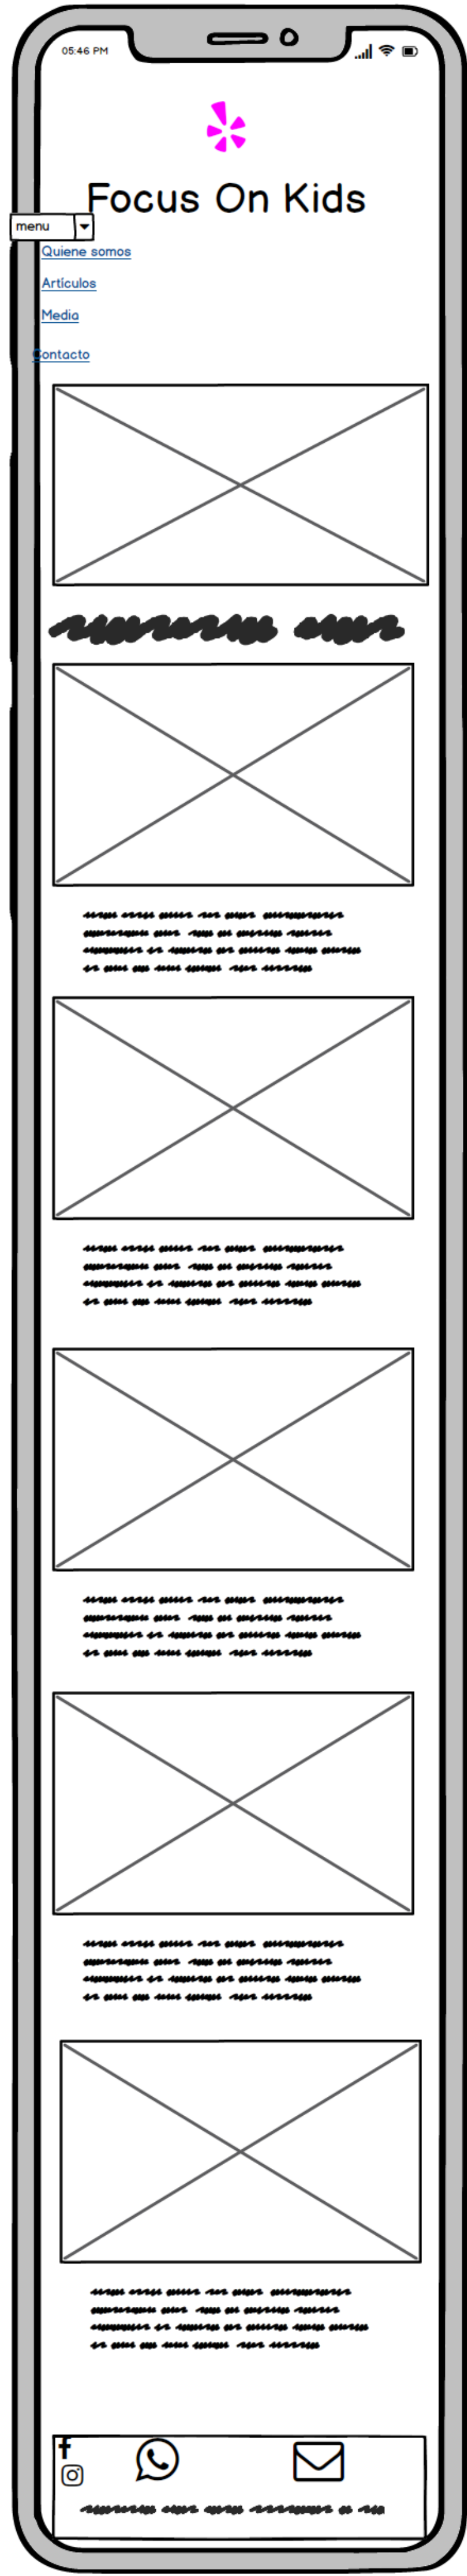 05:46 PM
Focus On Kids
menu
Quiene somos
Artículos
Media
Contacto